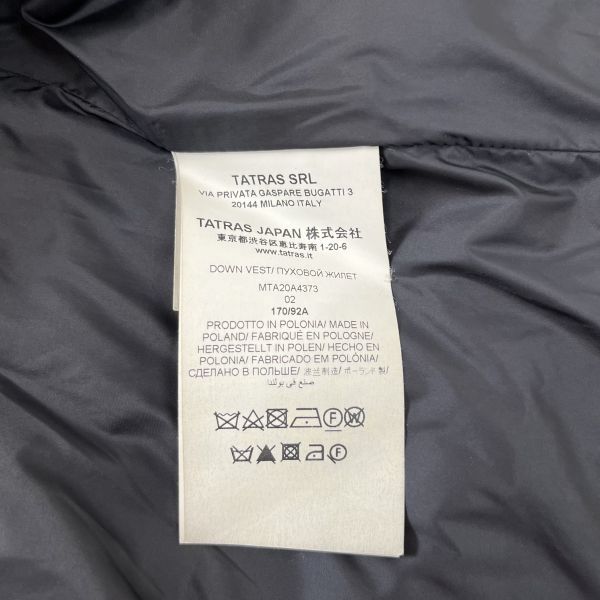 TATRAS SRL
VIA PRIVATA GASPARE BUGATTI 3
20144 MILANO ITALY
TATRAS JAPAN 株式会社
東京都渋谷区恵比寿南 1-20-6
www.tatras.it
DOWN VEST/ ПУХОВОЙ ЖИЛЕТ
MTA20A4373
02
170/92A
PRODOTTO IN POLONIA/ MADE IN
POLAND/ FABRIQUÉ EN POLOGNE/
HERGESTELLT IN POLEN/ HECHO EN
POLONIA/ FABRICADO EM POLÓNIA/
СДЕЛАНО В ПОЛЬШЕ/ 波兰制造/ ポーランド製/
صنع في بولندا
F W
F